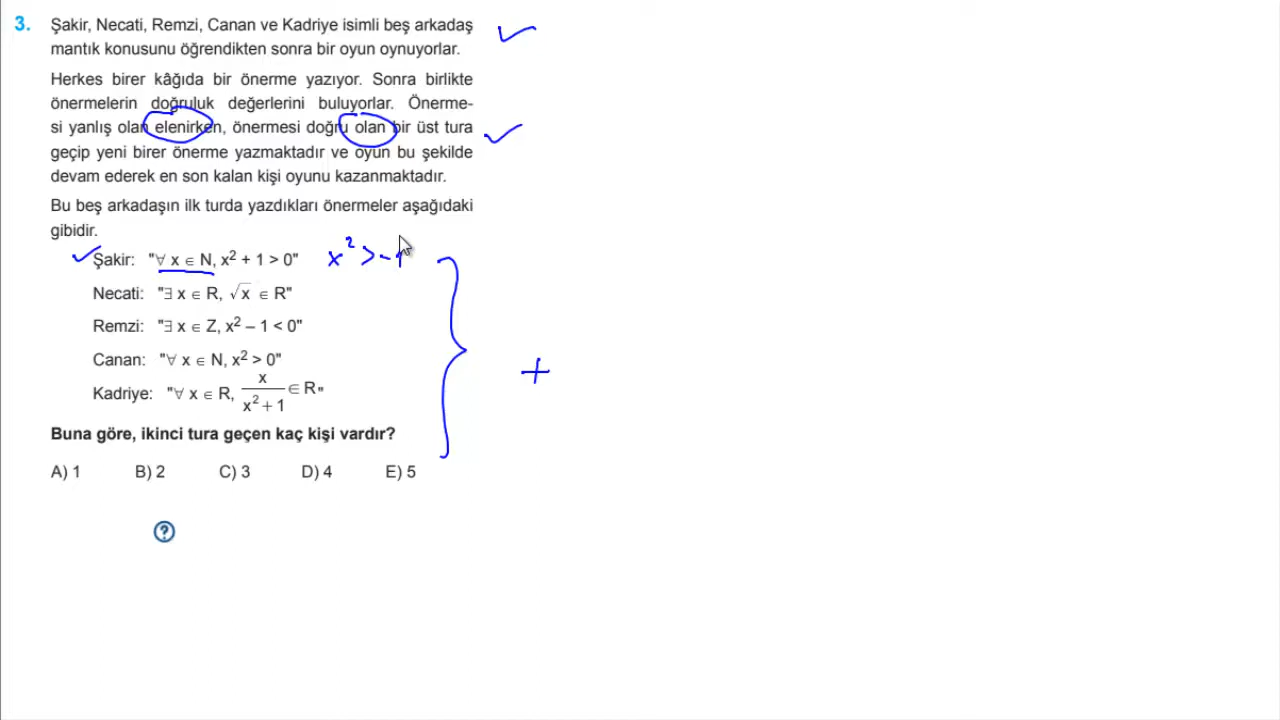 3. Şakir, Necati, Remzi, Canan ve Kadriye isimli beş arkadaş
mantık konusunu öğrendikten sonra bir oyun oynuyorlar.
Herkes birer kâğıda bir önerme yazıyor. Sonra birlikte
önermelerin doğruluk değerlerini buluyorlar. Önerme-
si yanlış olan elenirken, önermesi doğru olan bir üst tura
geçip yeni birer önerme yazmaktadır ve oyun bu şekilde
devam ederek en son kalan kişi oyunu kazanmaktadır.
Bu beş arkadaşın ilk turda yazdıkları önermeler aşağıdaki
gibidir.
Şakir: "∀ x ∈ N, x² + 1 > 0" x² > -1
Necati: "∃ x ∈ R, √x ∈ R"
Remzi: "∃ x ∈ Z, x² – 1 < 0"
Canan: "∀ x ∈ N, x² > 0"
Kadriye: "∀ x ∈ R, x/(x² + 1) ∈ R"
+
Buna göre, ikinci tura geçen kaç kişi vardır?
A) 1 B) 2 C) 3 D) 4 E) 5
?